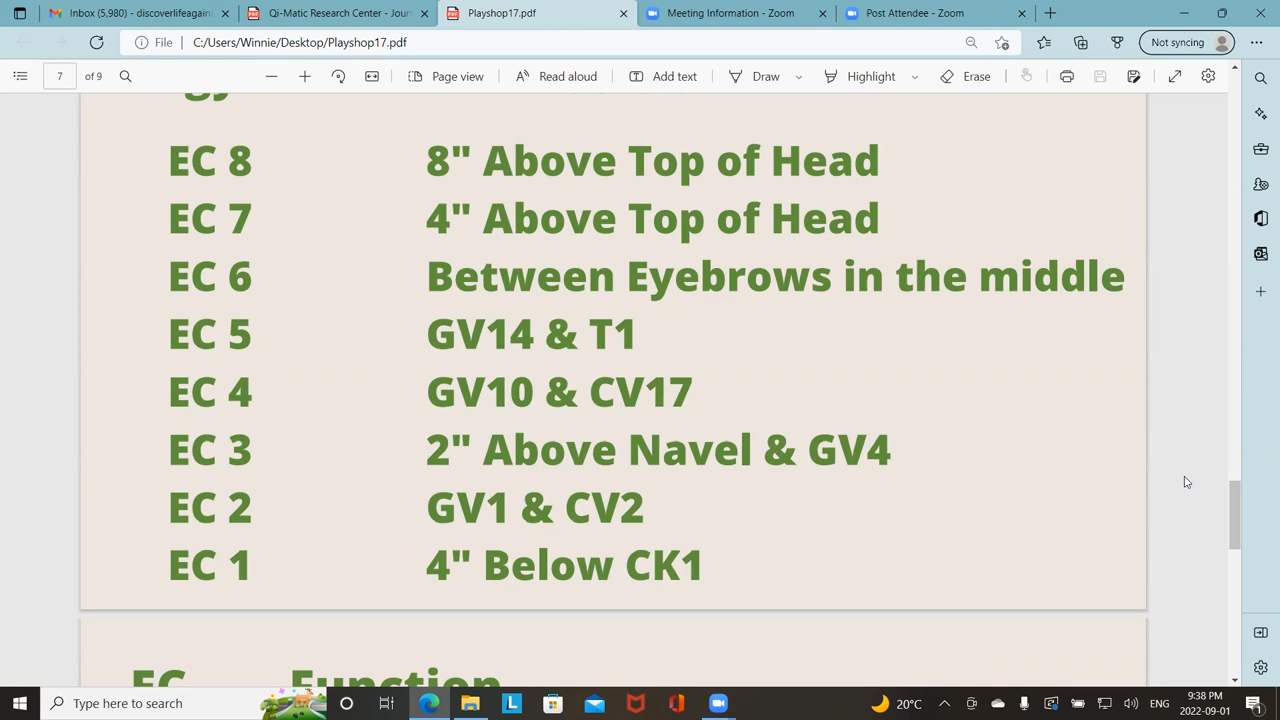 Inbox (5,980) - discoverlifeagain
Qi-Matic Research Center - Jour
Playshop17.pdf
Meeting Information - Zoom
Post Attendee - Zoom
File
C:/Users/Winnie/Desktop/Playshop17.pdf
Not syncing
7 of 9
Page view
Read aloud
Add text
Draw
Highlight
Erase
EC 8 8" Above Top of Head
EC 7 4" Above Top of Head
EC 6 Between Eyebrows in the middle
EC 5 GV14 & T1
EC 4 GV10 & CV17
EC 3 2" Above Navel & GV4
EC 2 GV1 & CV2
EC 1 4" Below CK1
EC Function
Type here to search
20°C
ENG
9:38 PM
2022-09-01